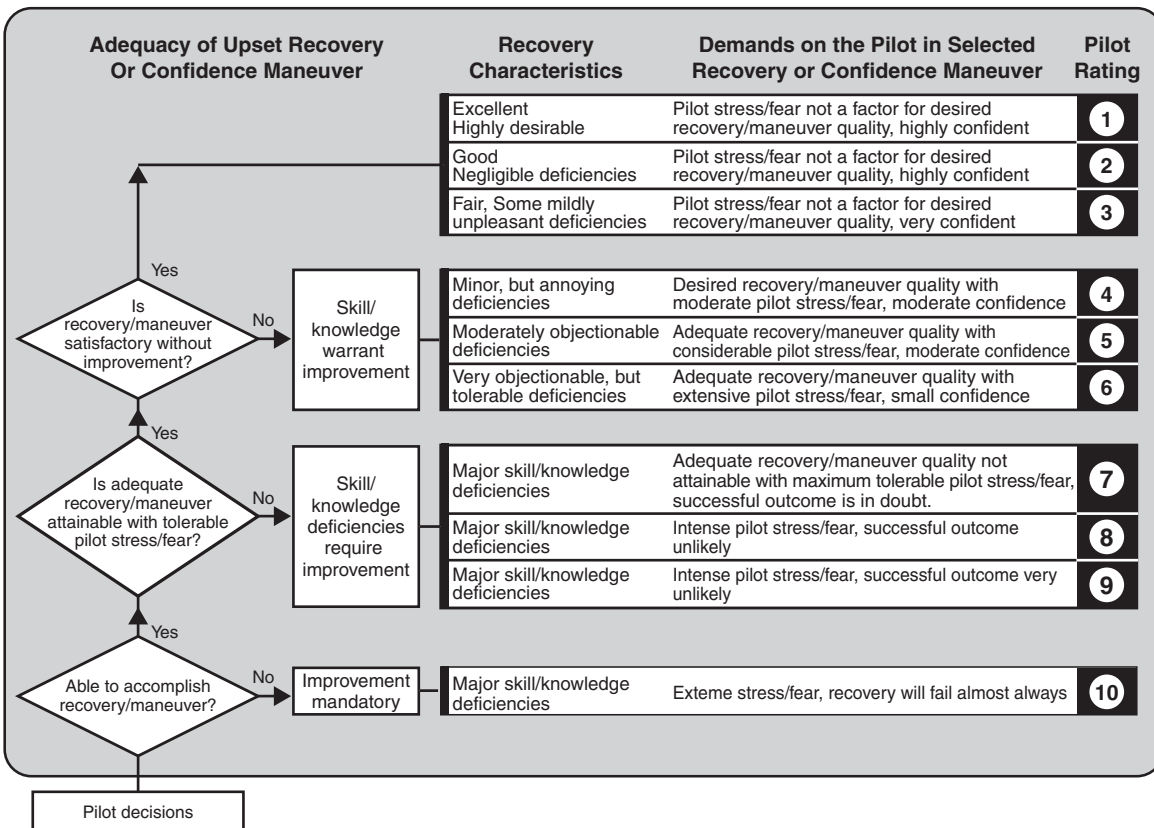 Adequacy of Upset Recovery
Or Confidence Maneuver
Recovery
Characteristics
Demands on the Pilot in Selected
Recovery or Confidence Maneuver
Pilot
Rating
Excellent
Highly desirable
Pilot stress/fear not a factor for desired
recovery/maneuver quality, highly confident
1
Good
Negligible deficiencies
Pilot stress/fear not a factor for desired
recovery/maneuver quality, highly confident
2
Fair, Some mildly
unpleasant deficiencies
Pilot stress/fear not a factor for desired
recovery/maneuver quality, very confident
3
Yes
Is
recovery/maneuver
satisfactory without
improvement?
No
Skill/
knowledge
warrant
improvement
Minor, but annoying
deficiencies
Desired recovery/maneuver quality with
moderate pilot stress/fear, moderate confidence
4
Moderately objectionable
deficiencies
Adequate recovery/maneuver quality with
considerable pilot stress/fear, moderate confidence
5
Very objectionable, but
tolerable deficiencies
Adequate recovery/maneuver quality with
extensive pilot stress/fear, small confidence
6
Yes
Is adequate
recovery/maneuver
attainable with tolerable
pilot stress/fear?
No
Skill/
knowledge
deficiencies
require
improvement
Major skill/knowledge
deficiencies
Adequate recovery/maneuver quality not
attainable with maximum tolerable pilot stress/fear,
successful outcome is in doubt.
7
Major skill/knowledge
deficiencies
Intense pilot stress/fear, successful outcome
unlikely
8
Major skill/knowledge
deficiencies
Intense pilot stress/fear, successful outcome very
unlikely
9
Yes
Able to accomplish
recovery/maneuver?
No
Improvement
mandatory
Major skill/knowledge
deficiencies
Exteme stress/fear, recovery will fail almost always
10
Pilot decisions